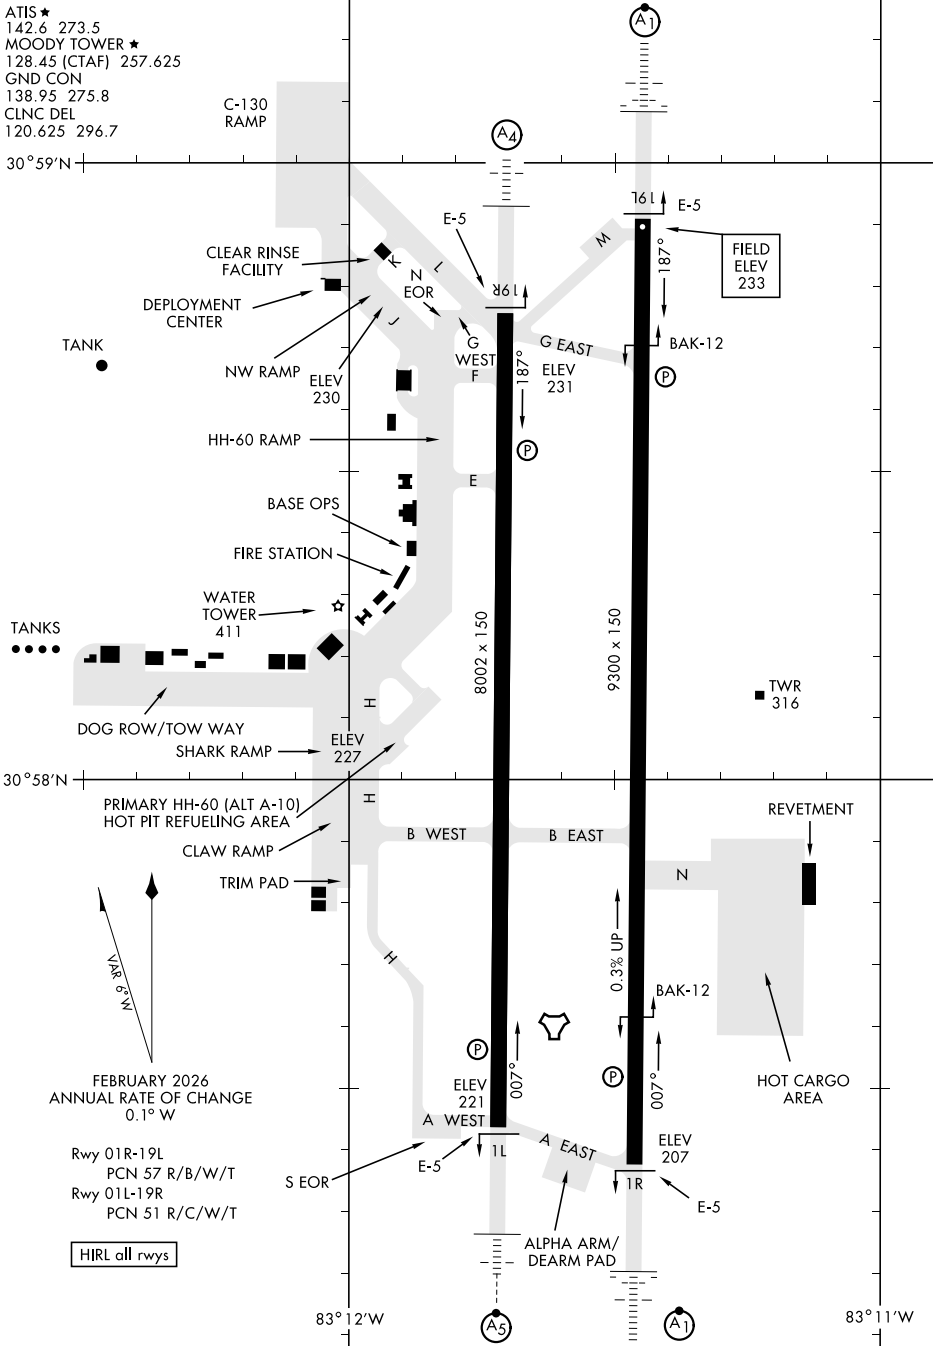 ATIS ★
142.6 273.5
MOODY TOWER ★
128.45 (CTAF) 257.625
GND CON
138.95 275.8
CLNC DEL
120.625 296.7
A1
C-130
RAMP
A4
30°59'N
19L
E-5
E-5
M
187°
FIELD
ELEV
233
CLEAR RINSE
FACILITY
K
L
N
EOR
19R
DEPLOYMENT
CENTER
J
TANK
G
WEST
G EAST
BAK-12
NW RAMP
ELEV
230
F
187°
ELEV
231
P
HH-60 RAMP
P
E
BASE OPS
FIRE STATION
WATER
TOWER
411
TANKS
8002 x 150
9300 x 150
TWR
316
DOG ROW/TOW WAY
H
SHARK RAMP
ELEV
227
30°58'N
PRIMARY HH-60 (ALT A-10)
HOT PIT REFUELING AREA
H
B WEST
B EAST
REVETMENT
CLAW RAMP
TRIM PAD
N
VAR 6°W
H
0.3% UP
BAK-12
P
P
007°
007°
FEBRUARY 2026
ANNUAL RATE OF CHANGE
0.1° W
ELEV
221
HOT CARGO
AREA
A WEST
A EAST
ELEV
207
Rwy 01R-19L
PCN 57 R/B/W/T
Rwy 01L-19R
PCN 51 R/C/W/T
S EOR
E-5
1L
1R
E-5
HIRL all rwys
ALPHA ARM/
DEARM PAD
83°12'W
A5
A1
83°11'W